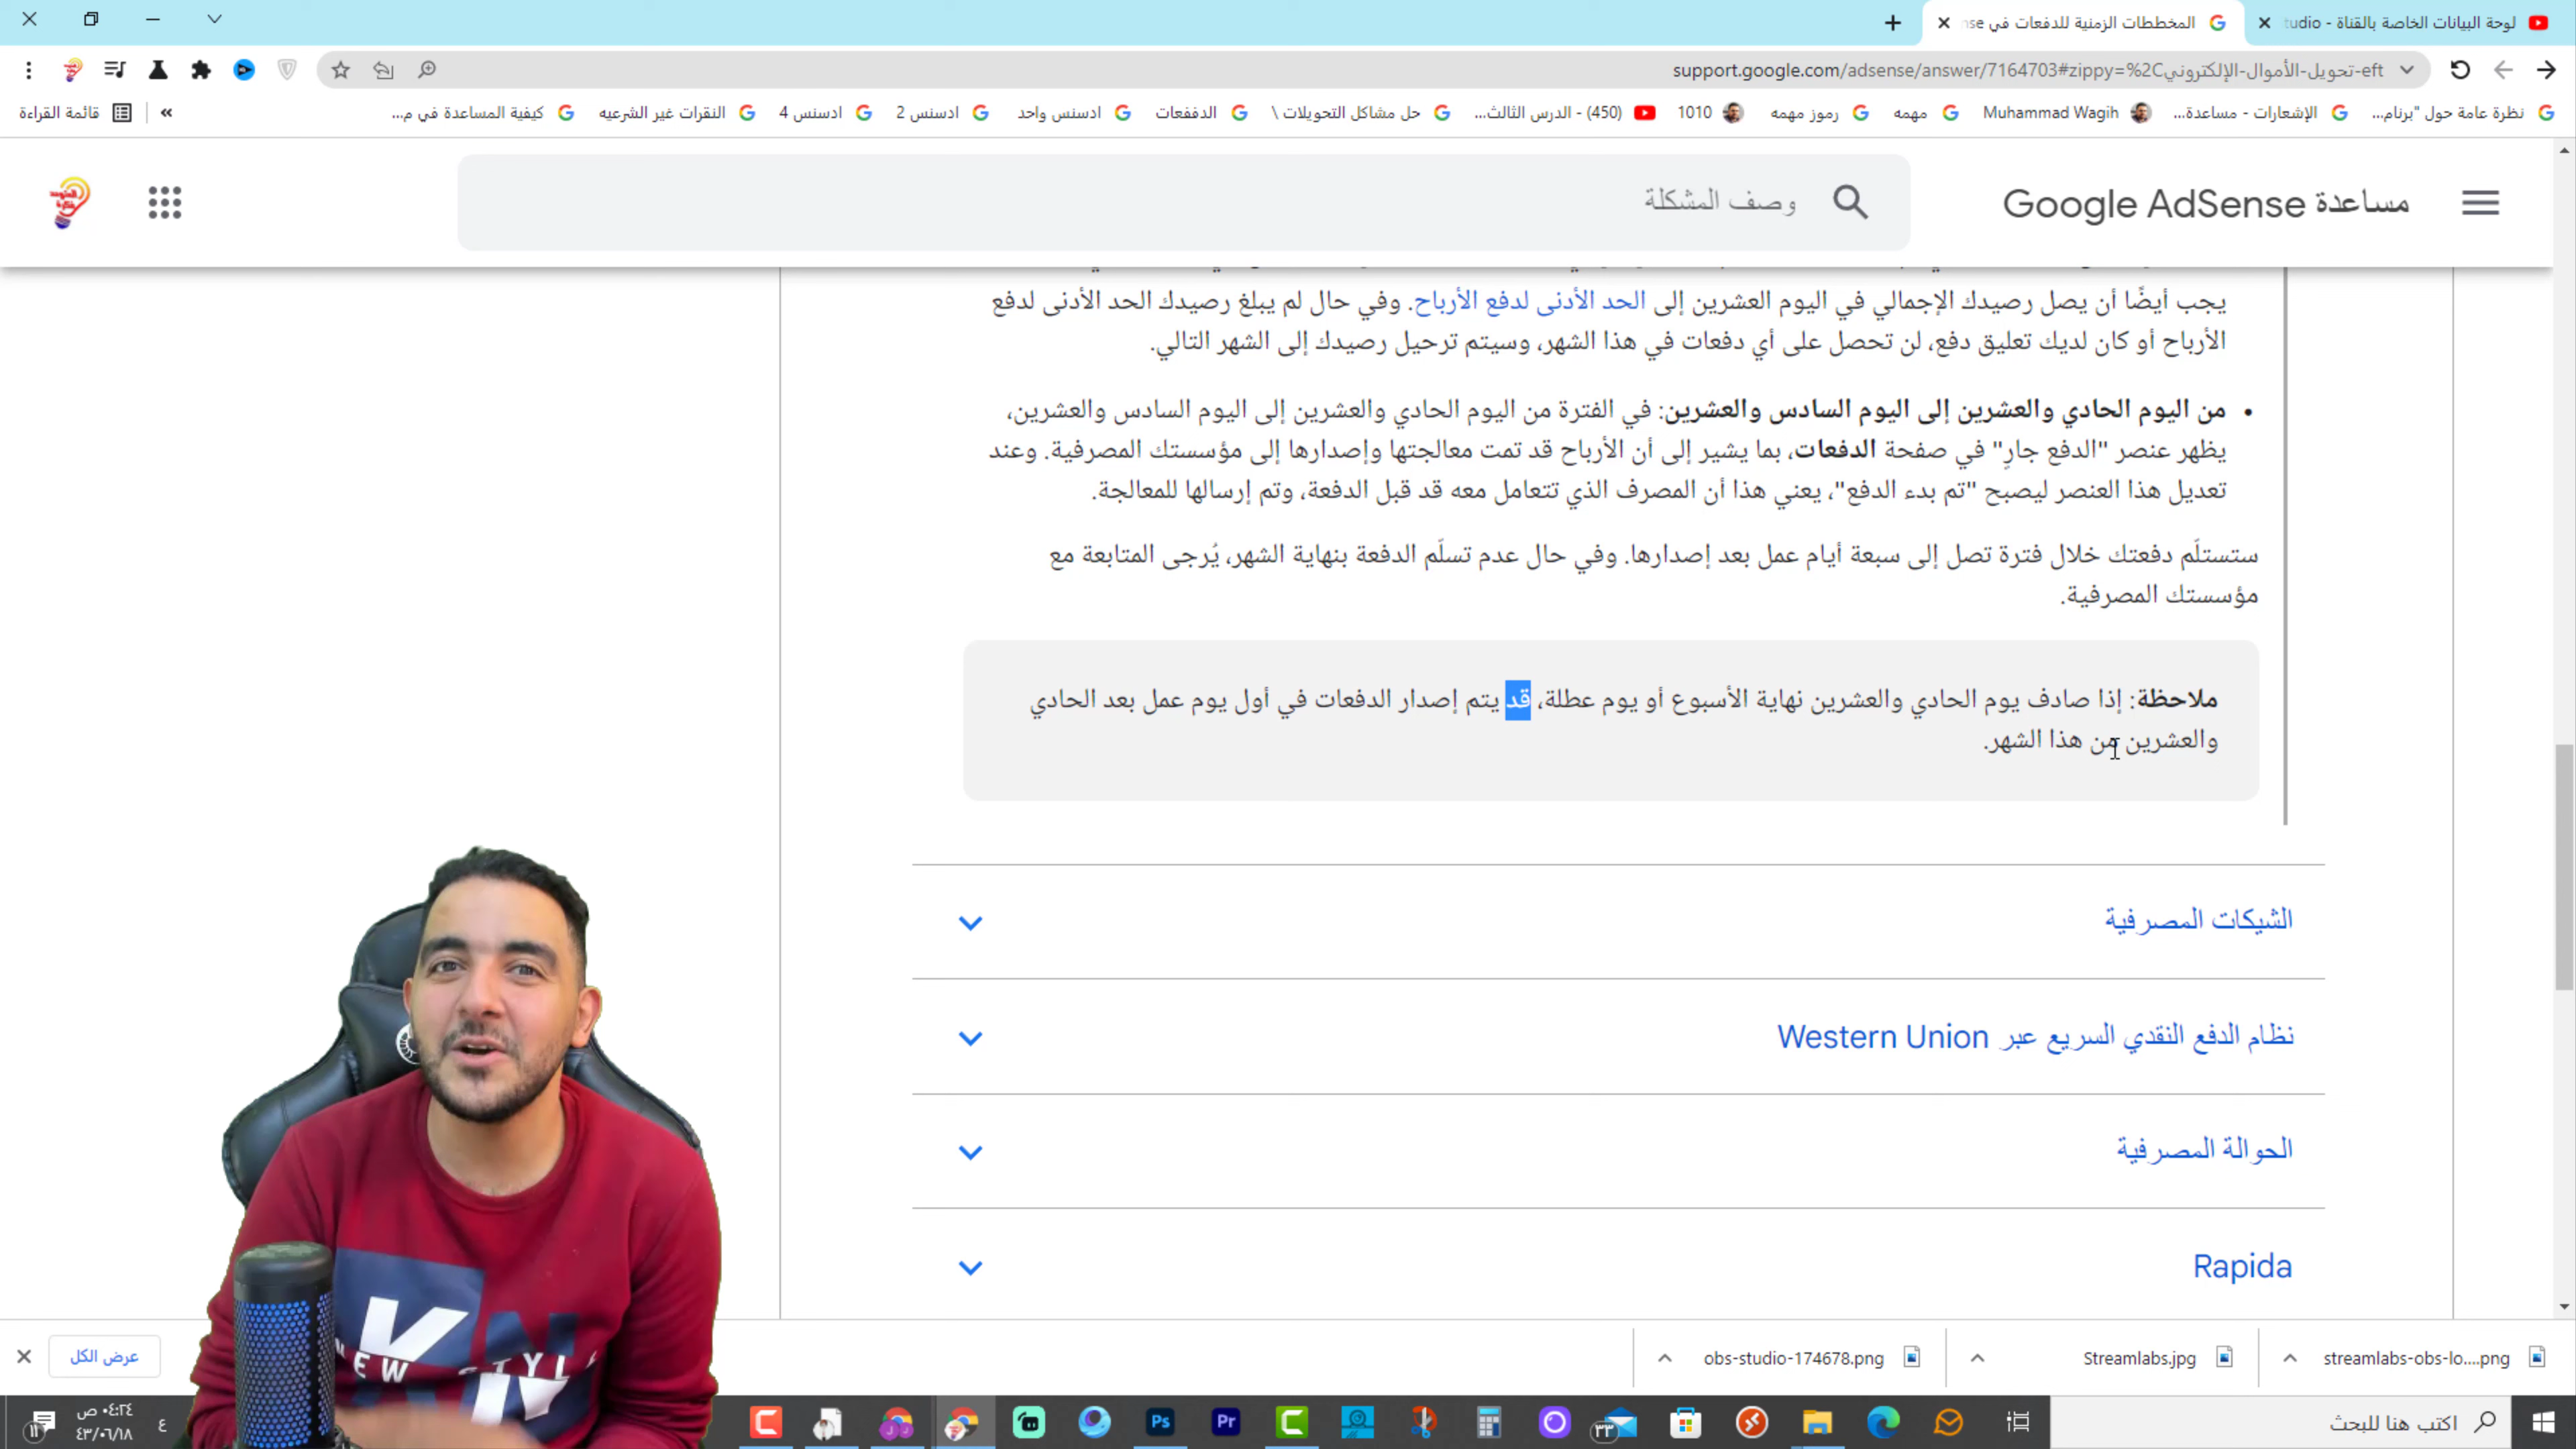 لوحة البيانات الخاصة بالقناة - tudio
المخططات الزمنية للدفعات في nse
support.google.com/adsense/answer/7164703#zippy=%2Cتحويل-الأموال-الإلكتروني-eft
نظرة عامة حول "برنام...
الإشعارات - مساعدة...
Muhammad Wagih
مهمه
رموز مهمه
1010
(450) - الدرس الثالث...
حل مشاكل التحويلات \
الدفعات
ادسنس واحد
ادسنس 2
ادسنس 4
النقرات غير الشرعيه
كيفية المساعدة في م...
«
قائمة القراءة
مساعدة Google AdSense
وصف المشكلة
يجب أيضًا أن يصل رصيدك الإجمالي في اليوم العشرين إلى الحد الأدنى لدفع الأرباح. وفي حال لم يبلغ رصيدك الحد الأدنى لدفع
الأرباح أو كان لديك تعليق دفع، لن تحصل على أي دفعات في هذا الشهر، وسيتم ترحيل رصيدك إلى الشهر التالي.
• من اليوم الحادي والعشرين إلى اليوم السادس والعشرين: في الفترة من اليوم الحادي والعشرين إلى اليوم السادس والعشرين،
يظهر عنصر "الدفع جارٍ" في صفحة الدفعات، بما يشير إلى أن الأرباح قد تمت معالجتها وإصدارها إلى مؤسستك المصرفية. وعند
تعديل هذا العنصر ليصبح "تم بدء الدفع"، يعني هذا أن المصرف الذي تتعامل معه قد قبل الدفعة، وتم إرسالها للمعالجة.
ستستلّم دفعتك خلال فترة تصل إلى سبعة أيام عمل بعد إصدارها. وفي حال عدم تسلّم الدفعة بنهاية الشهر، يُرجى المتابعة مع
مؤسستك المصرفية.
ملاحظة: إذا صادف يوم الحادي والعشرين نهاية الأسبوع أو يوم عطلة، قد يتم إصدار الدفعات في أول يوم عمل بعد الحادي
والعشرين من هذا الشهر.
الشيكات المصرفية
نظام الدفع النقدي السريع عبر Western Union
الحوالة المصرفية
Rapida
NEW STYL
streamlabs-obs-lo....png
Streamlabs.jpg
obs-studio-174678.png
عرض الكل
اكتب هنا للبحث
٣٣
Pr
Ps
ع
٠٤:٢٤ ص
٤٣/٠٦/١٨
١١